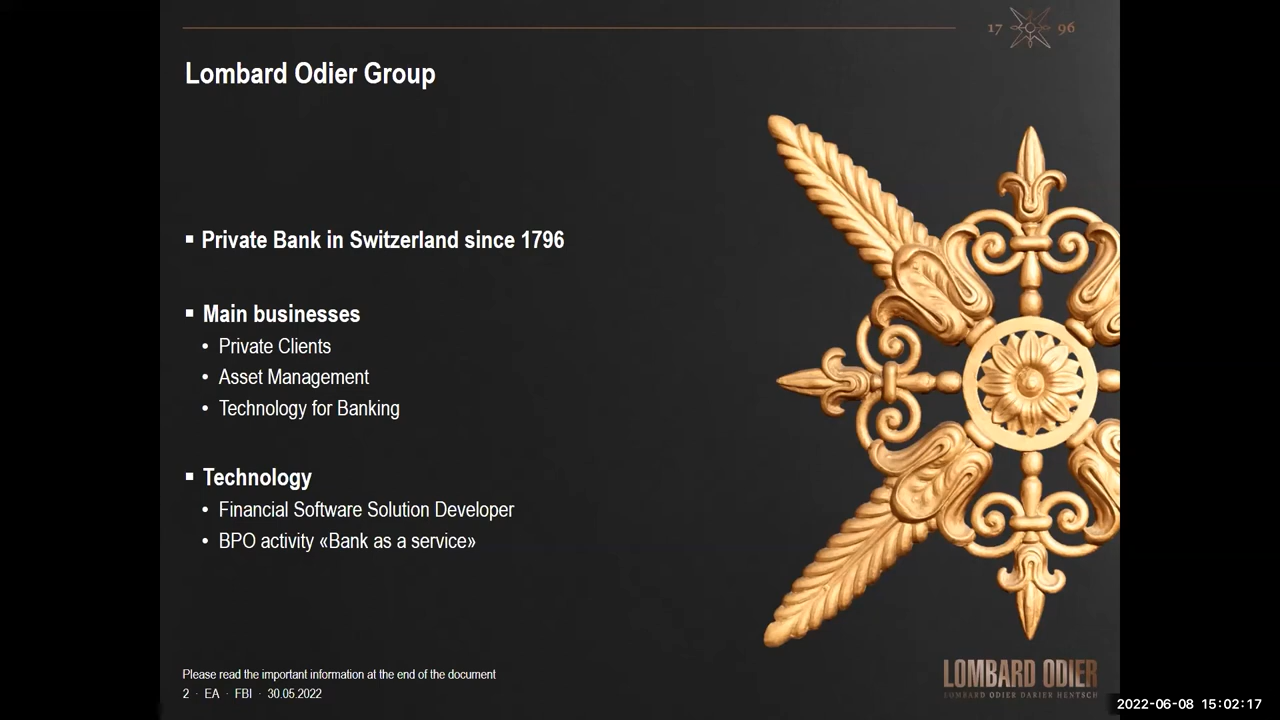 17 96
Lombard Odier Group
▪ Private Bank in Switzerland since 1796
▪ Main businesses
• Private Clients
• Asset Management
• Technology for Banking
▪ Technology
• Financial Software Solution Developer
• BPO activity «Bank as a service»
Please read the important information at the end of the document
2 · EA · FBI · 30.05.2022
LOMBARD ODIER
LOMBARD ODIER DARIER HENTSCH
2022-06-08 15:02:17